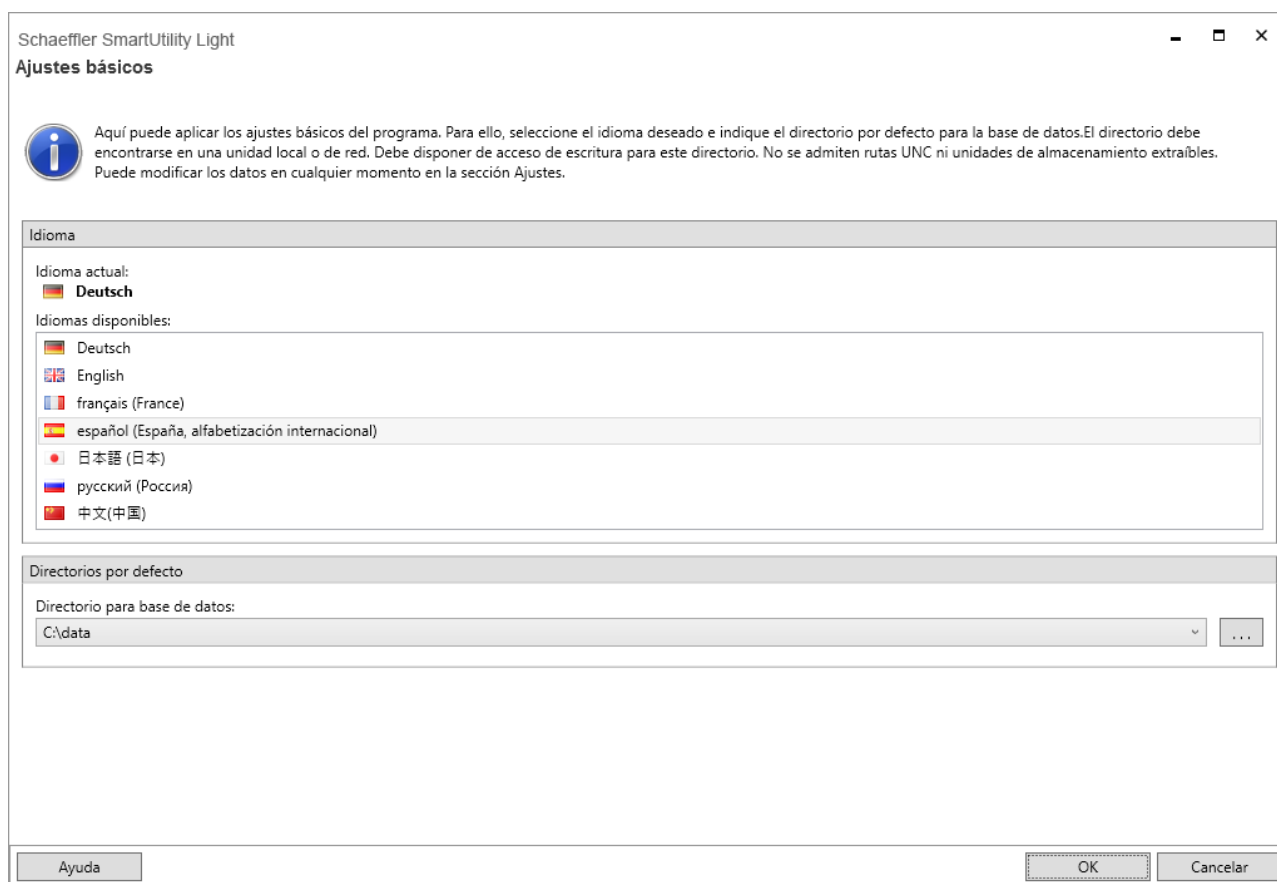 Schaeffler SmartUtility Light
Ajustes básicos
Aquí puede aplicar los ajustes básicos del programa. Para ello, seleccione el idioma deseado e indique el directorio por defecto para la base de datos.El directorio debe
encontrarse en una unidad local o de red. Debe disponer de acceso de escritura para este directorio. No se admiten rutas UNC ni unidades de almacenamiento extraíbles.
Puede modificar los datos en cualquier momento en la sección Ajustes.
Idioma
Idioma actual:
Deutsch
Idiomas disponibles:
Deutsch
English
français (France)
español (España, alfabetización internacional)
日本語 (日本)
русский (Россия)
中文(中国)
Directorios por defecto
Directorio para base de datos:
C:\data
...
Ayuda
OK
Cancelar